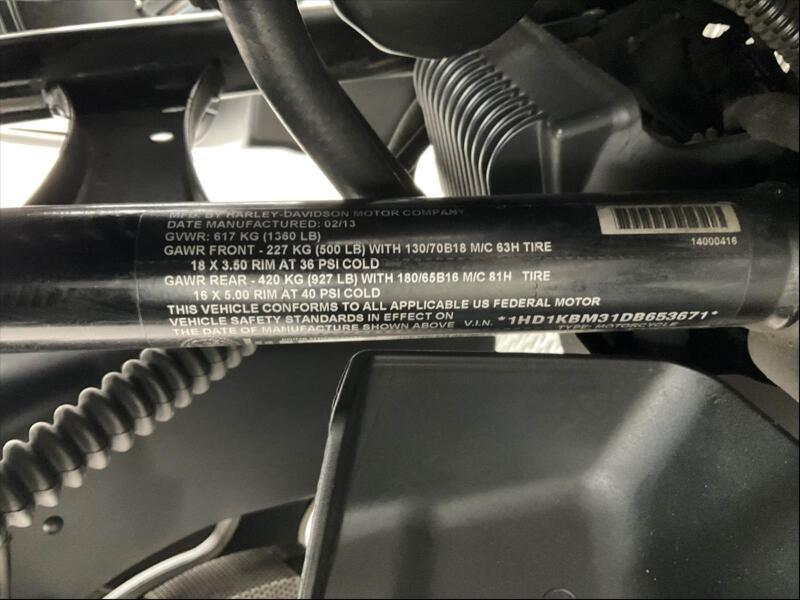 MFG. BY HARLEY-DAVIDSON MOTOR COMPANY
DATE MANUFACTURED: 02/13
GVWR: 617 KG (1360 LB)
GAWR FRONT - 227 KG (500 LB) WITH 130/70B18 M/C 63H TIRE
18 X 3.50 RIM AT 36 PSI COLD
GAWR REAR - 420 KG (927 LB) WITH 180/65B16 M/C 81H TIRE
16 X 5.00 RIM AT 40 PSI COLD
THIS VEHICLE CONFORMS TO ALL APPLICABLE US FEDERAL MOTOR
VEHICLE SAFETY STANDARDS IN EFFECT ON
THE DATE OF MANUFACTURE SHOWN ABOVE V.I.N. *1HD1KBM31DB653671*
TYPE: MOTORCYCLE
14000416